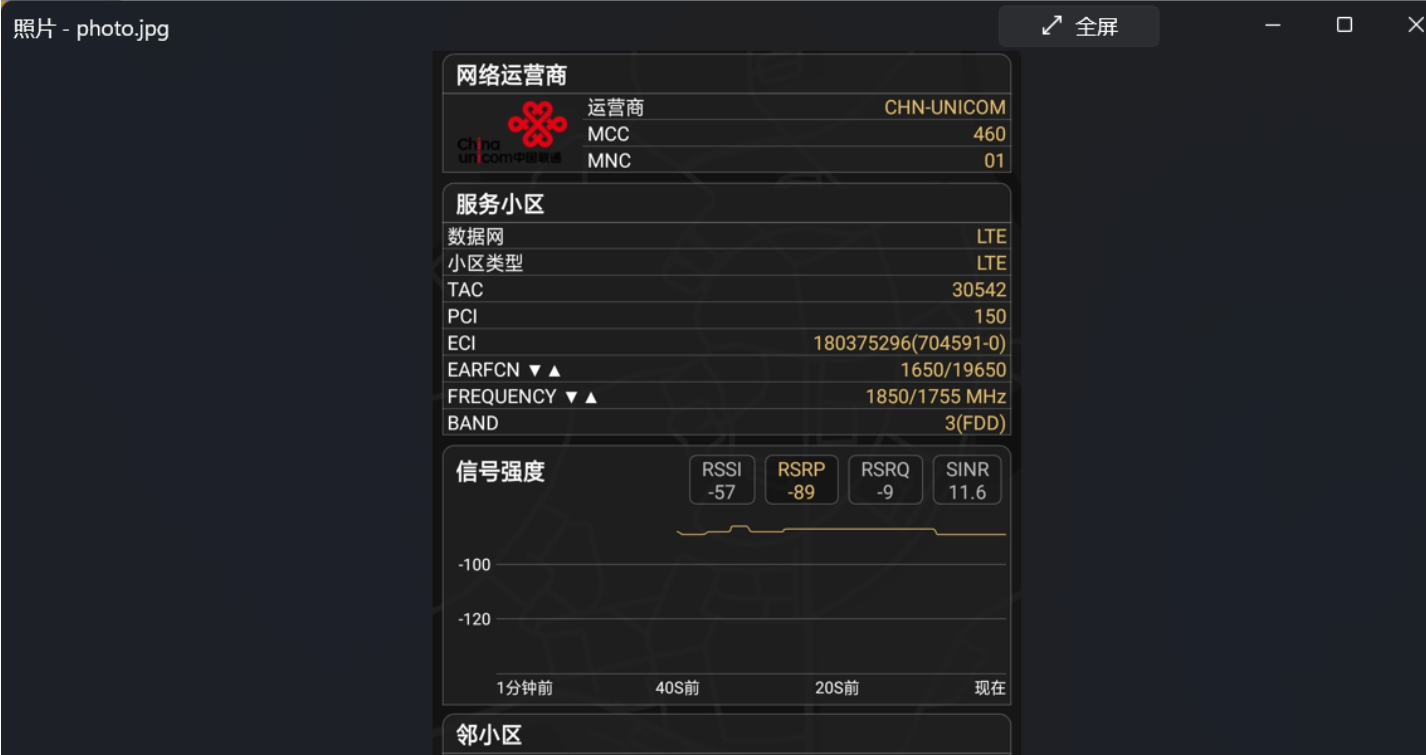 照片 - photo.jpg
全屏
网络运营商
China
unicom中国联通
运营商 CHN-UNICOM
MCC 460
MNC 01
服务小区
数据网 LTE
小区类型 LTE
TAC 30542
PCI 150
ECI 180375296(704591-0)
EARFCN ▼▲ 1650/19650
FREQUENCY ▼▲ 1850/1755 MHz
BAND 3(FDD)
信号强度
RSSI RSRP RSRQ SINR
-57 -89 -9 11.6
-100
-120
1分钟前 40S前 20S前 现在
邻小区